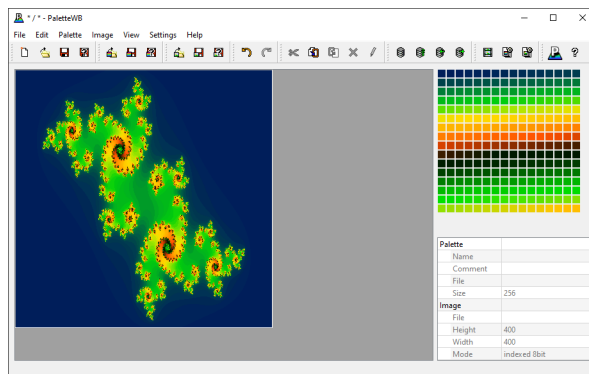 * / * - PaletteWB
File Edit Palette Image View Settings Help
Palette
Name
Comment
File
Size 256
Image
File
Height 400
Width 400
Mode indexed 8bit